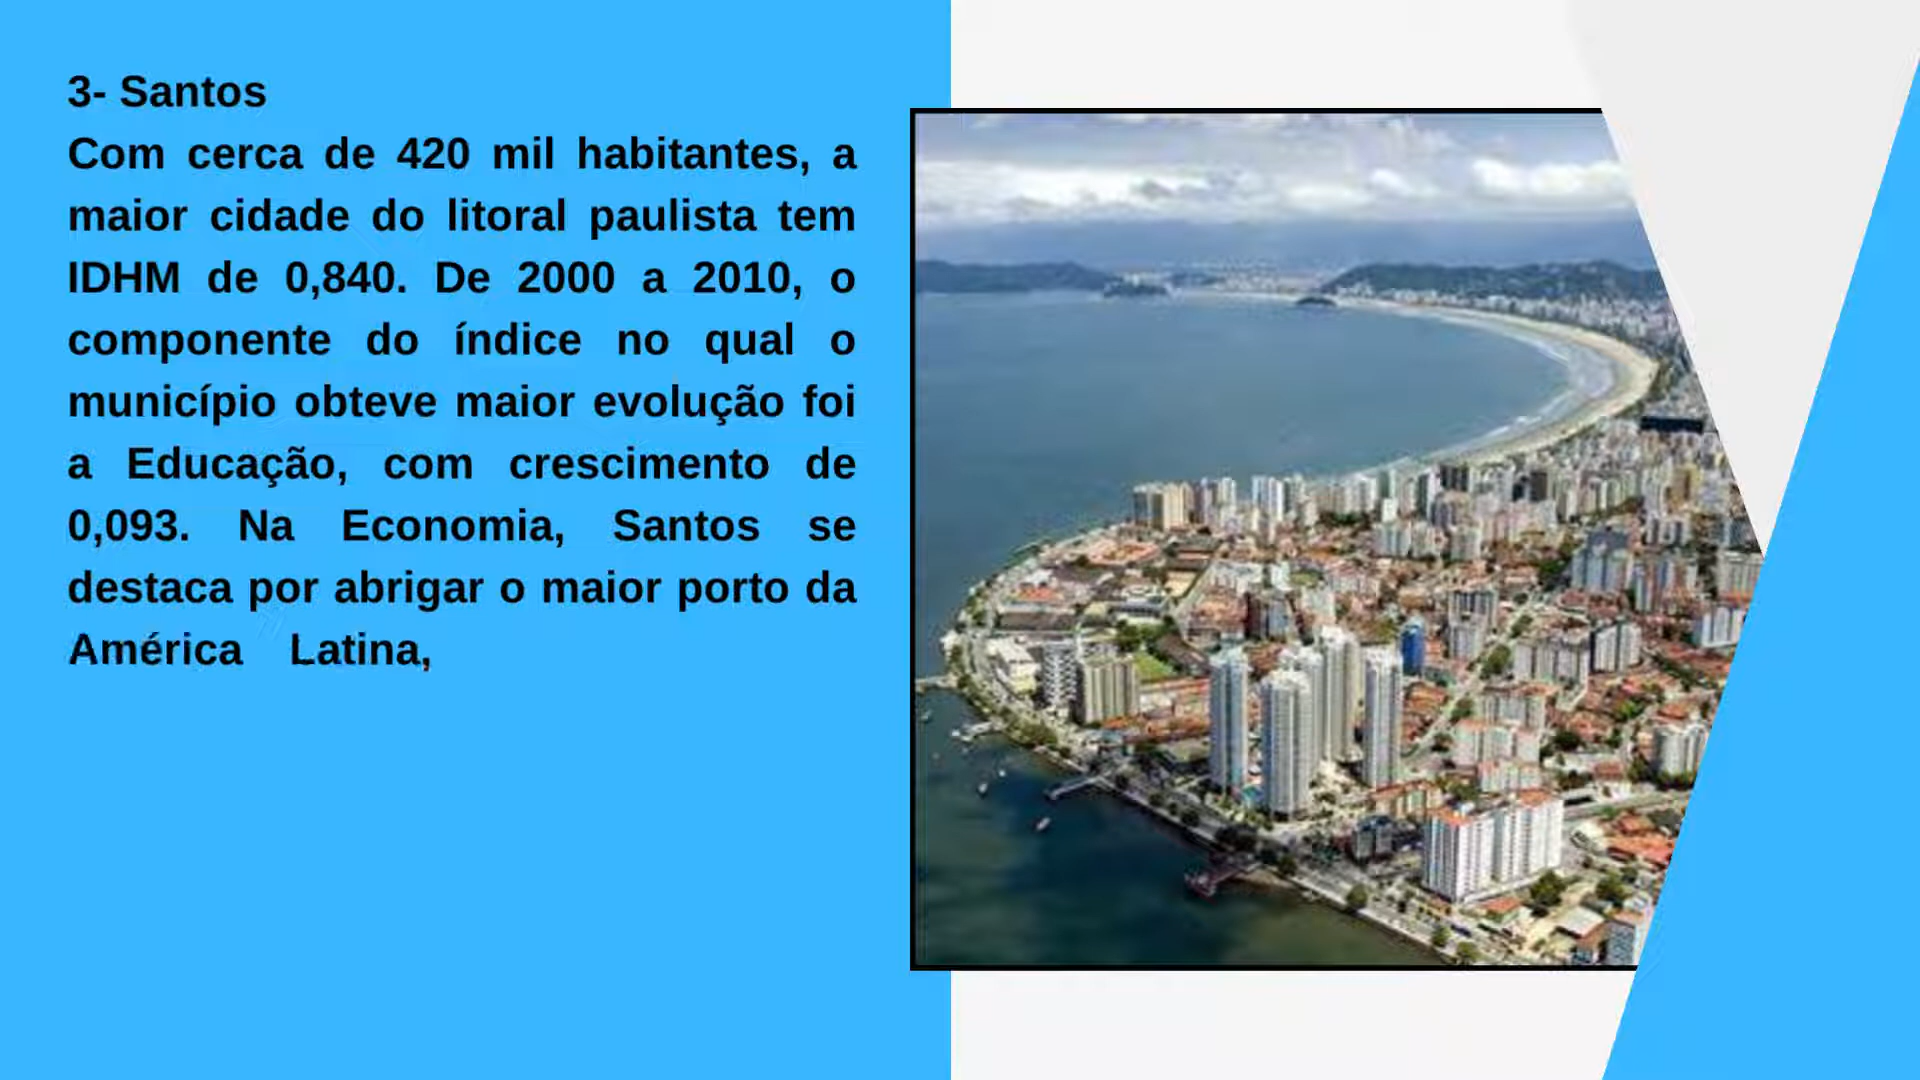 3- Santos
Com cerca de 420 mil habitantes, a
maior cidade do litoral paulista tem
IDHM de 0,840. De 2000 a 2010, o
componente do índice no qual o
município obteve maior evolução foi
a Educação, com crescimento de
0,093. Na Economia, Santos se
destaca por abrigar o maior porto da
América Latina,